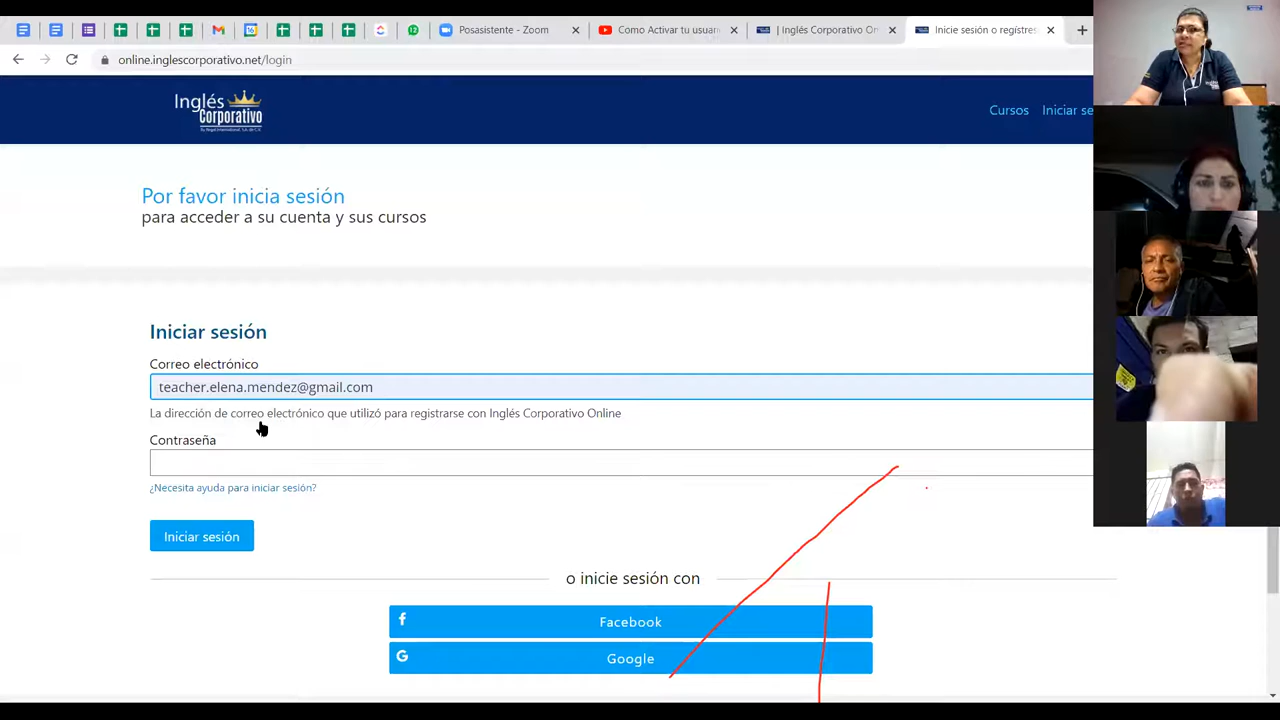 Posasistente - Zoom
Como Activar tu usuar
| Inglés Corporativo On
Inicie sesión o regístres
online.inglescorporativo.net/login
Inglés
Corporativo
Cursos
Iniciar se
Por favor inicia sesión
para acceder a su cuenta y sus cursos
Iniciar sesión
Correo electrónico
teacher.elena.mendez@gmail.com
La dirección de correo electrónico que utilizó para registrarse con Inglés Corporativo Online
Contraseña
¿Necesita ayuda para iniciar sesión?
Iniciar sesión
o inicie sesión con
Facebook
Google